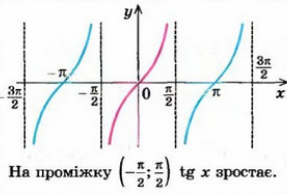 y
-π
-3π/2
-π/2
0
π/2
π
3π/2
x
На проміжку (-π/2; π/2) tg x зростає.